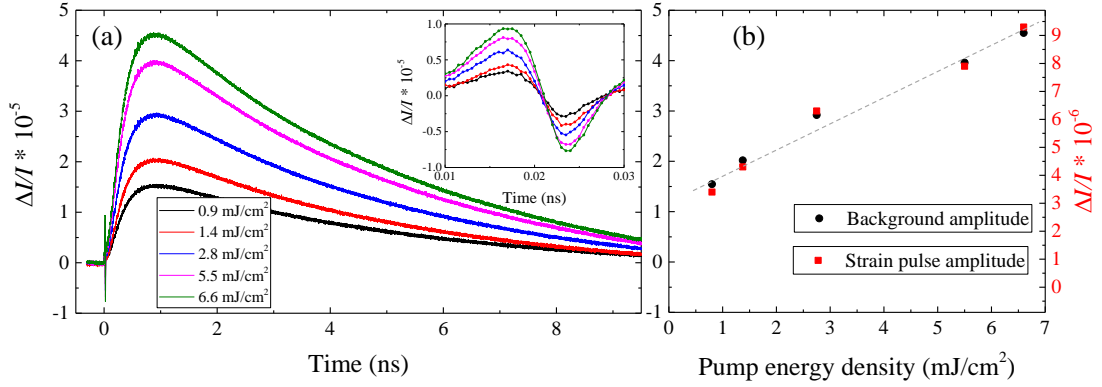 (a)
5
4
3
2
1
0
-1
ΔI/I * 10⁻⁵
0 2 4 6 8
Time (ns)
0.9 mJ/cm²
1.4 mJ/cm²
2.8 mJ/cm²
5.5 mJ/cm²
6.6 mJ/cm²
1.0
0.5
0.0
-0.5
-1.0
ΔI/I * 10⁻⁵
0.01 0.02 0.03
Time (ns)
(b)
5
4
3
2
1
0
-1
0 1 2 3 4 5 6 7
Pump energy density (mJ/cm²)
Background amplitude
Strain pulse amplitude
9
8
7
6
5
4
3
2
1
0
ΔI/I * 10⁻⁶